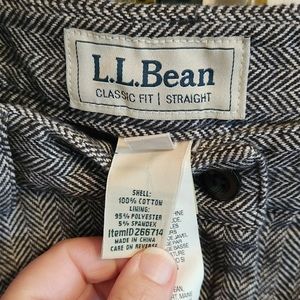 L.L.Bean
CLASSIC FIT | STRAIGHT
SHELL:
100% COTTON
LINING:
95% POLYESTER
5% SPANDEX
ItemID266714
MADE IN CHINA
CARE ON REVERSE